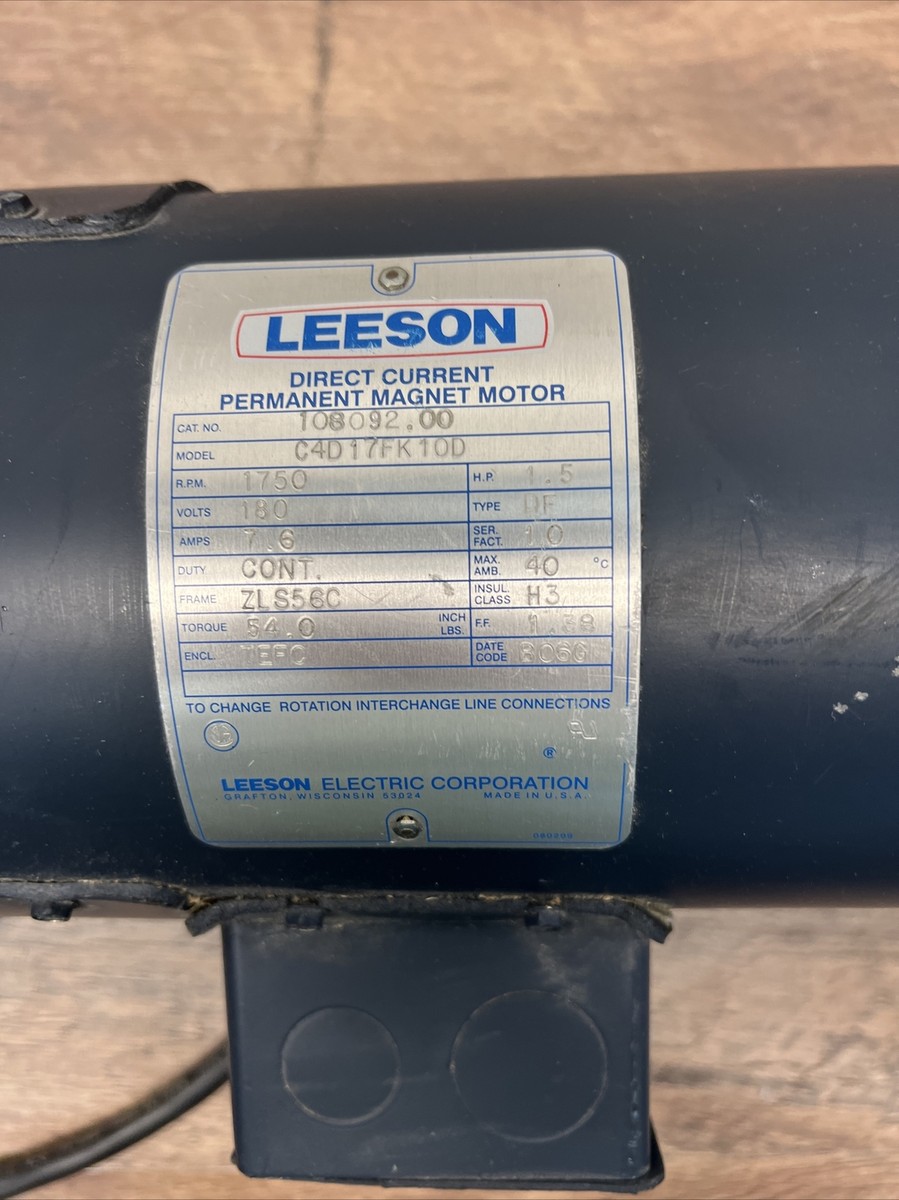 LEESON
DIRECT CURRENT
PERMANENT MAGNET MOTOR
CAT. NO. 108092.00
MODEL C4D17FK10D
R.P.M. 1750 H.P. 1.5
VOLTS 180 TYPE DF
AMPS 7.6 SER. FACT. 1.0
DUTY CONT. MAX. AMB. 40 °C
FRAME ZLS56C INSUL. CLASS H3
TORQUE 54.0 INCH LBS. F.F. 1.38
ENCL. TEFC DATE CODE
TO CHANGE ROTATION INTERCHANGE LINE CONNECTIONS
®
LEESON ELECTRIC CORPORATION
GRAFTON, WISCONSIN 53024 MADE IN U.S.A.